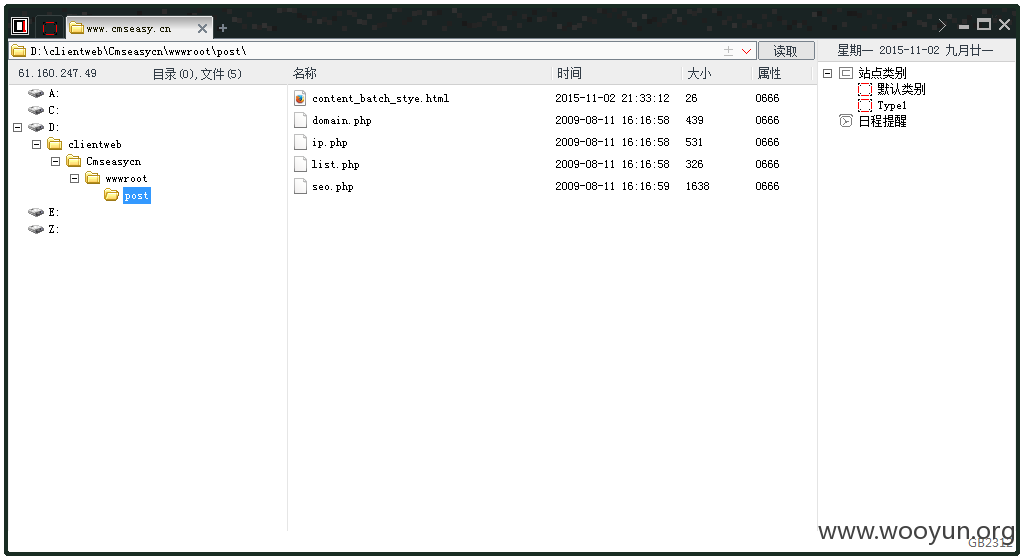 www.cmseasy.cn
D:\clientweb\Cmseasycn\wwwroot\post\ 读取 星期一 2015-11-02 九月廿一
61.160.247.49 目录(0),文件(5) 名称 时间 大小 属性 站点类别
A: content_batch_stye.html 2015-11-02 21:33:12 26 0666 默认类别
C: domain.php 2009-08-11 16:16:58 439 0666 Type1
D: ip.php 2009-08-11 16:16:58 531 0666 日程提醒
clientweb list.php 2009-08-11 16:16:58 326 0666
Cmseasycn seo.php 2009-08-11 16:16:59 1638 0666
wwwroot
post
E:
Z:
www.wooyun.org
GB2312